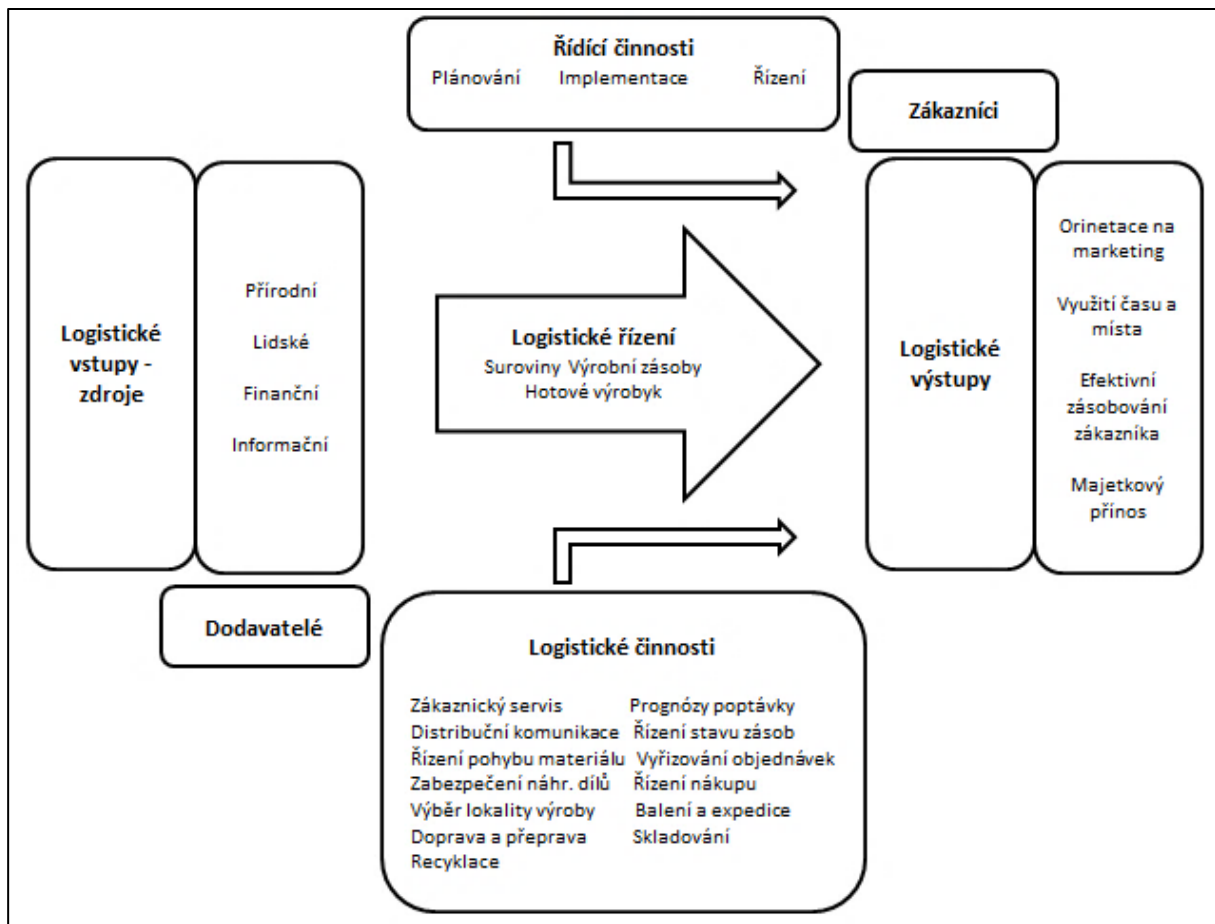 Řídící činnosti
Plánování Implementace Řízení
Zákazníci
Logistické
vstupy -
zdroje
Přírodní
Lidské
Finanční
Informační
Dodavatelé
Logistické řízení
Suroviny Výrobní zásoby
Hotové výrobyk
Logistické
výstupy
Orinetace na
marketing
Využití času a
místa
Efektivní
zásobování
zákazníka
Majetkový
přínos
Logistické činnosti
Zákaznický servis Prognózy poptávky
Distribuční komunikace Řízení stavu zásob
Řízení pohybu materiálu Vyřizování objednávek
Zabezpečení náhr. dílů Řízení nákupu
Výběr lokality výroby Balení a expedice
Doprava a přeprava Skladování
Recyklace